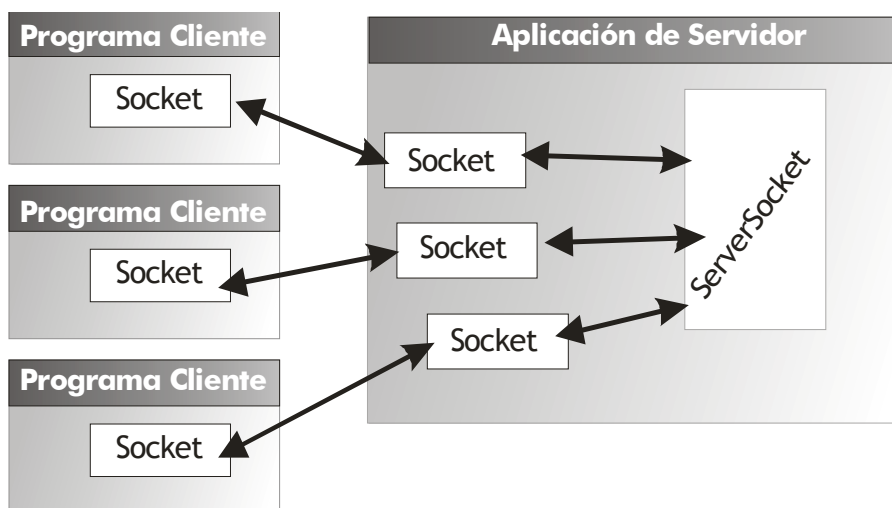 Programa Cliente
Socket
Programa Cliente
Socket
Programa Cliente
Socket
Aplicación de Servidor
Socket
Socket
Socket
ServerSocket